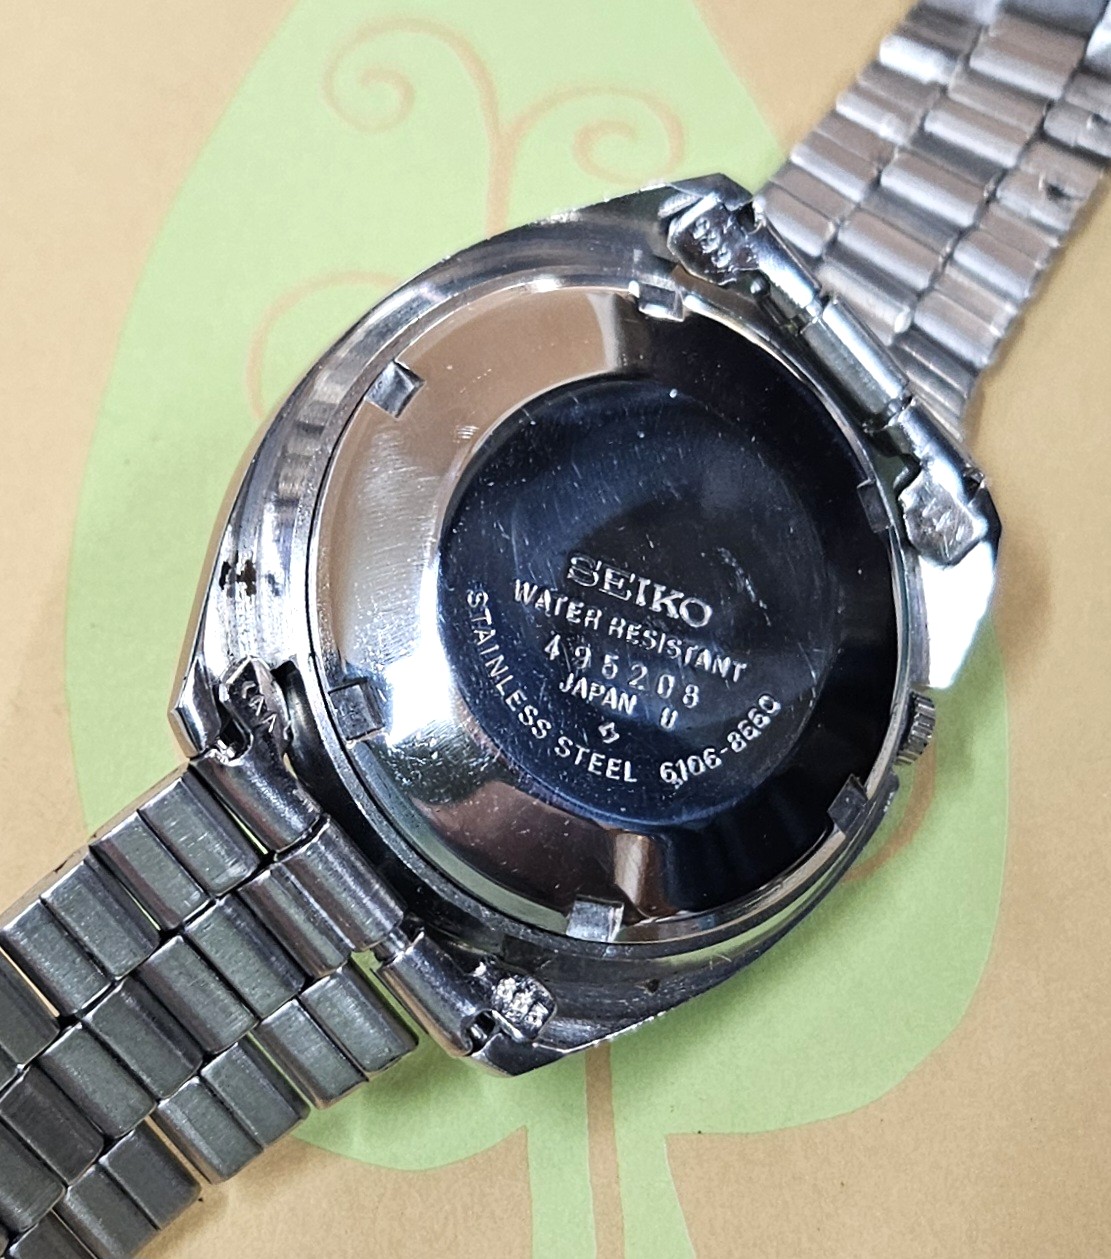 SEIKO
WATER RESISTANT
495208
JAPAN U
STAINLESS STEEL 6106-8660